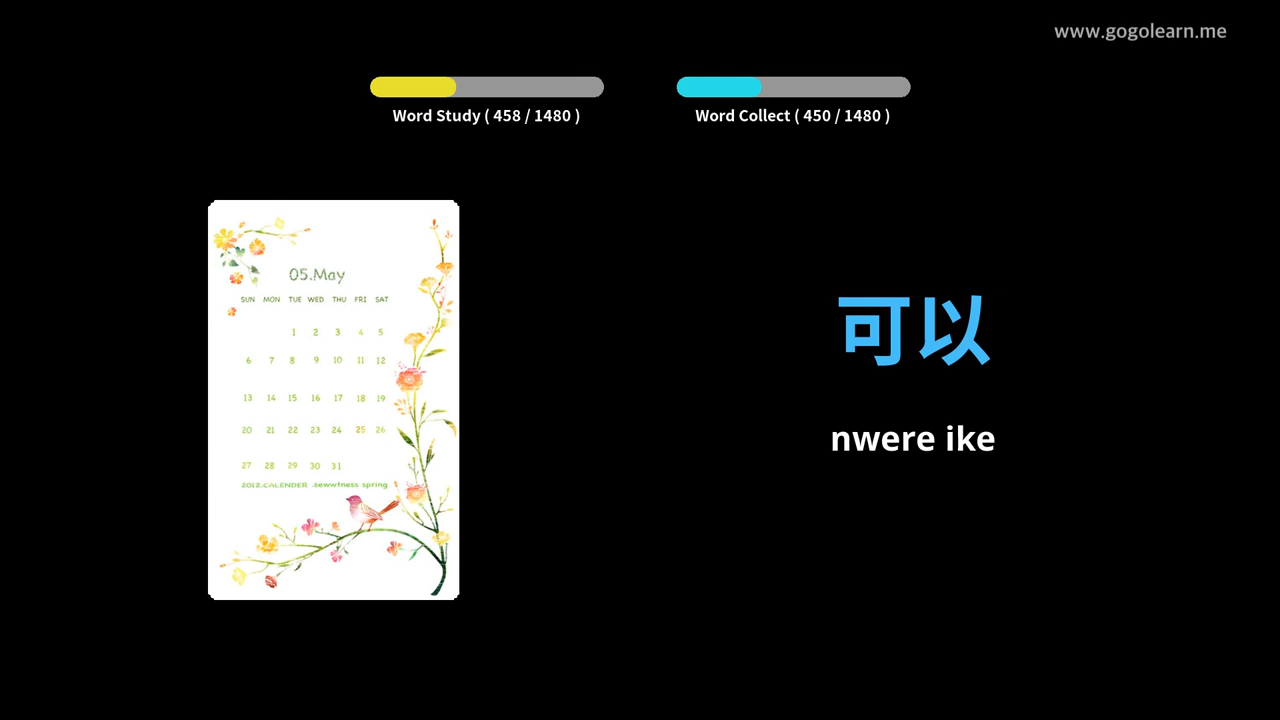 www.gogolearn.me
Word Study ( 458 / 1480 )
Word Collect ( 450 / 1480 )
05.May
SUN MON TUE WED THU FRI SAT
1 2 3 4 5
6 7 8 9 10 11 12
13 14 15 16 17 18 19
20 21 22 23 24 25 26
27 28 29 30 31
2012.CALENDER .sewwtness spring
可以
nwere ike